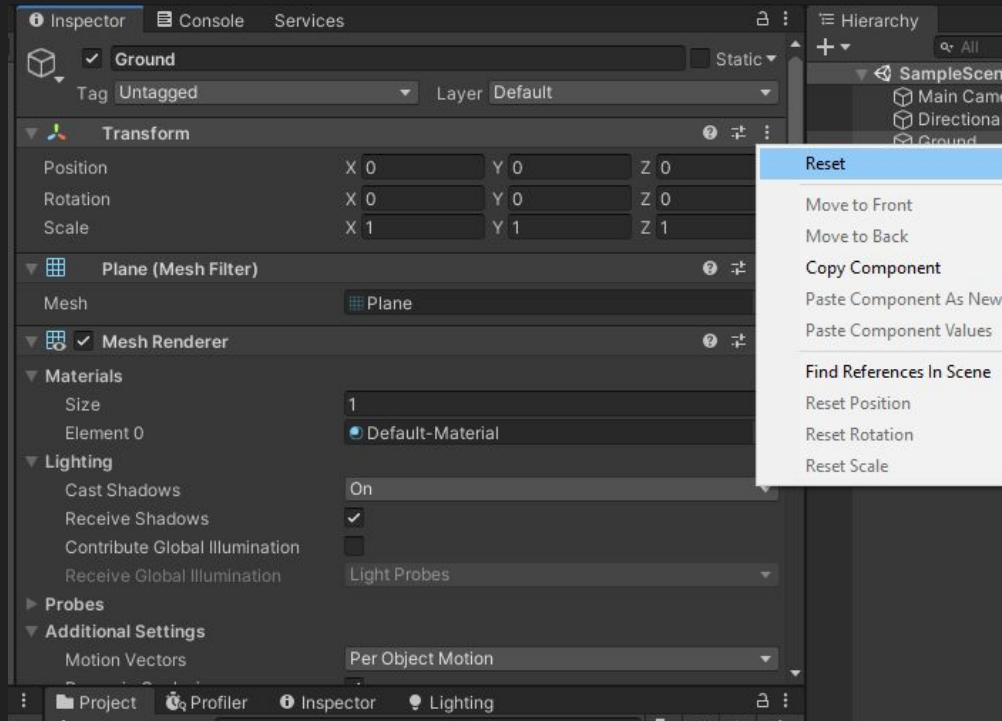 Inspector Console Services
Hierarchy
All
Ground Static
Tag Untagged Layer Default
SampleScen
Main Came
Directiona
Ground
Transform
Position X 0 Y 0 Z 0
Rotation X 0 Y 0 Z 0
Scale X 1 Y 1 Z 1
Plane (Mesh Filter)
Mesh Plane
Mesh Renderer
Materials
Size 1
Element 0 Default-Material
Lighting
Cast Shadows On
Receive Shadows
Contribute Global Illumination
Receive Global Illumination Light Probes
Probes
Additional Settings
Motion Vectors Per Object Motion
Reset
Move to Front
Move to Back
Copy Component
Paste Component As New
Paste Component Values
Find References In Scene
Reset Position
Reset Rotation
Reset Scale
Project Profiler Inspector Lighting